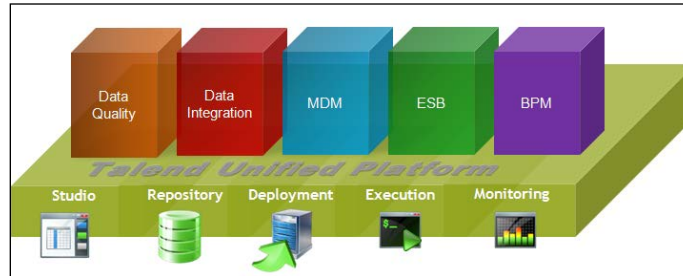 Data
Quality
Data
Integration
MDM
ESB
BPM
Talend Unified Platform
Studio
Repository
Deployment
Execution
Monitoring
$_